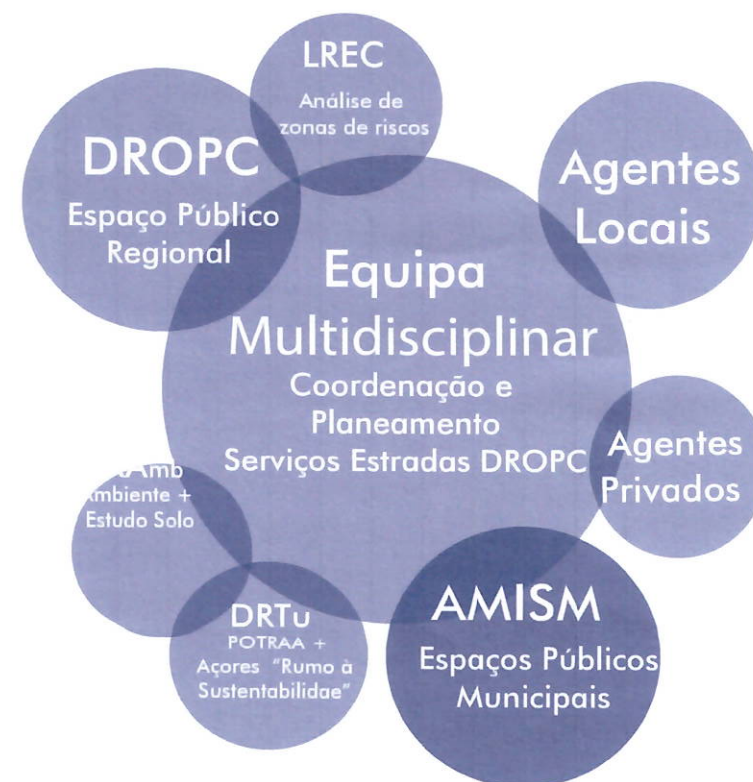 LREC
Análise de
zonas de riscos
DROPC
Espaço Público
Regional
Agentes
Locais
Equipa
Multidisciplinar
Coordenação e
Planeamento
Serviços Estradas DROPC
Agentes
Privados
Ambiente +
Estudo Solo
DRTu
POTRAA +
Açores "Rumo à
Sustentabilidae"
AMISM
Espaços Públicos
Municipais